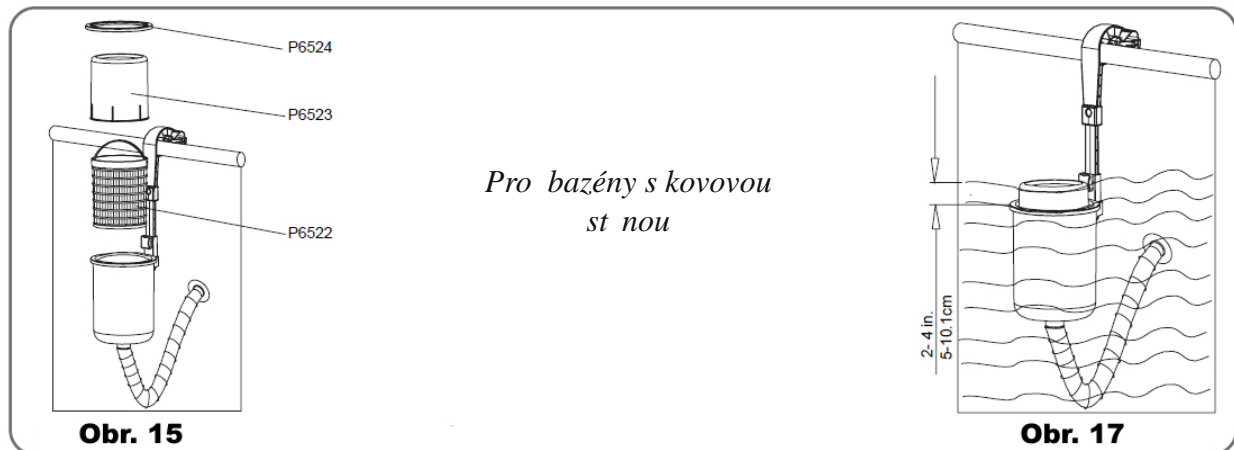 P6524
P6523
P6522
Obr. 15
Pro bazény s kovovou
st nou
2- 4 in.
5-10.1cm
Obr. 17